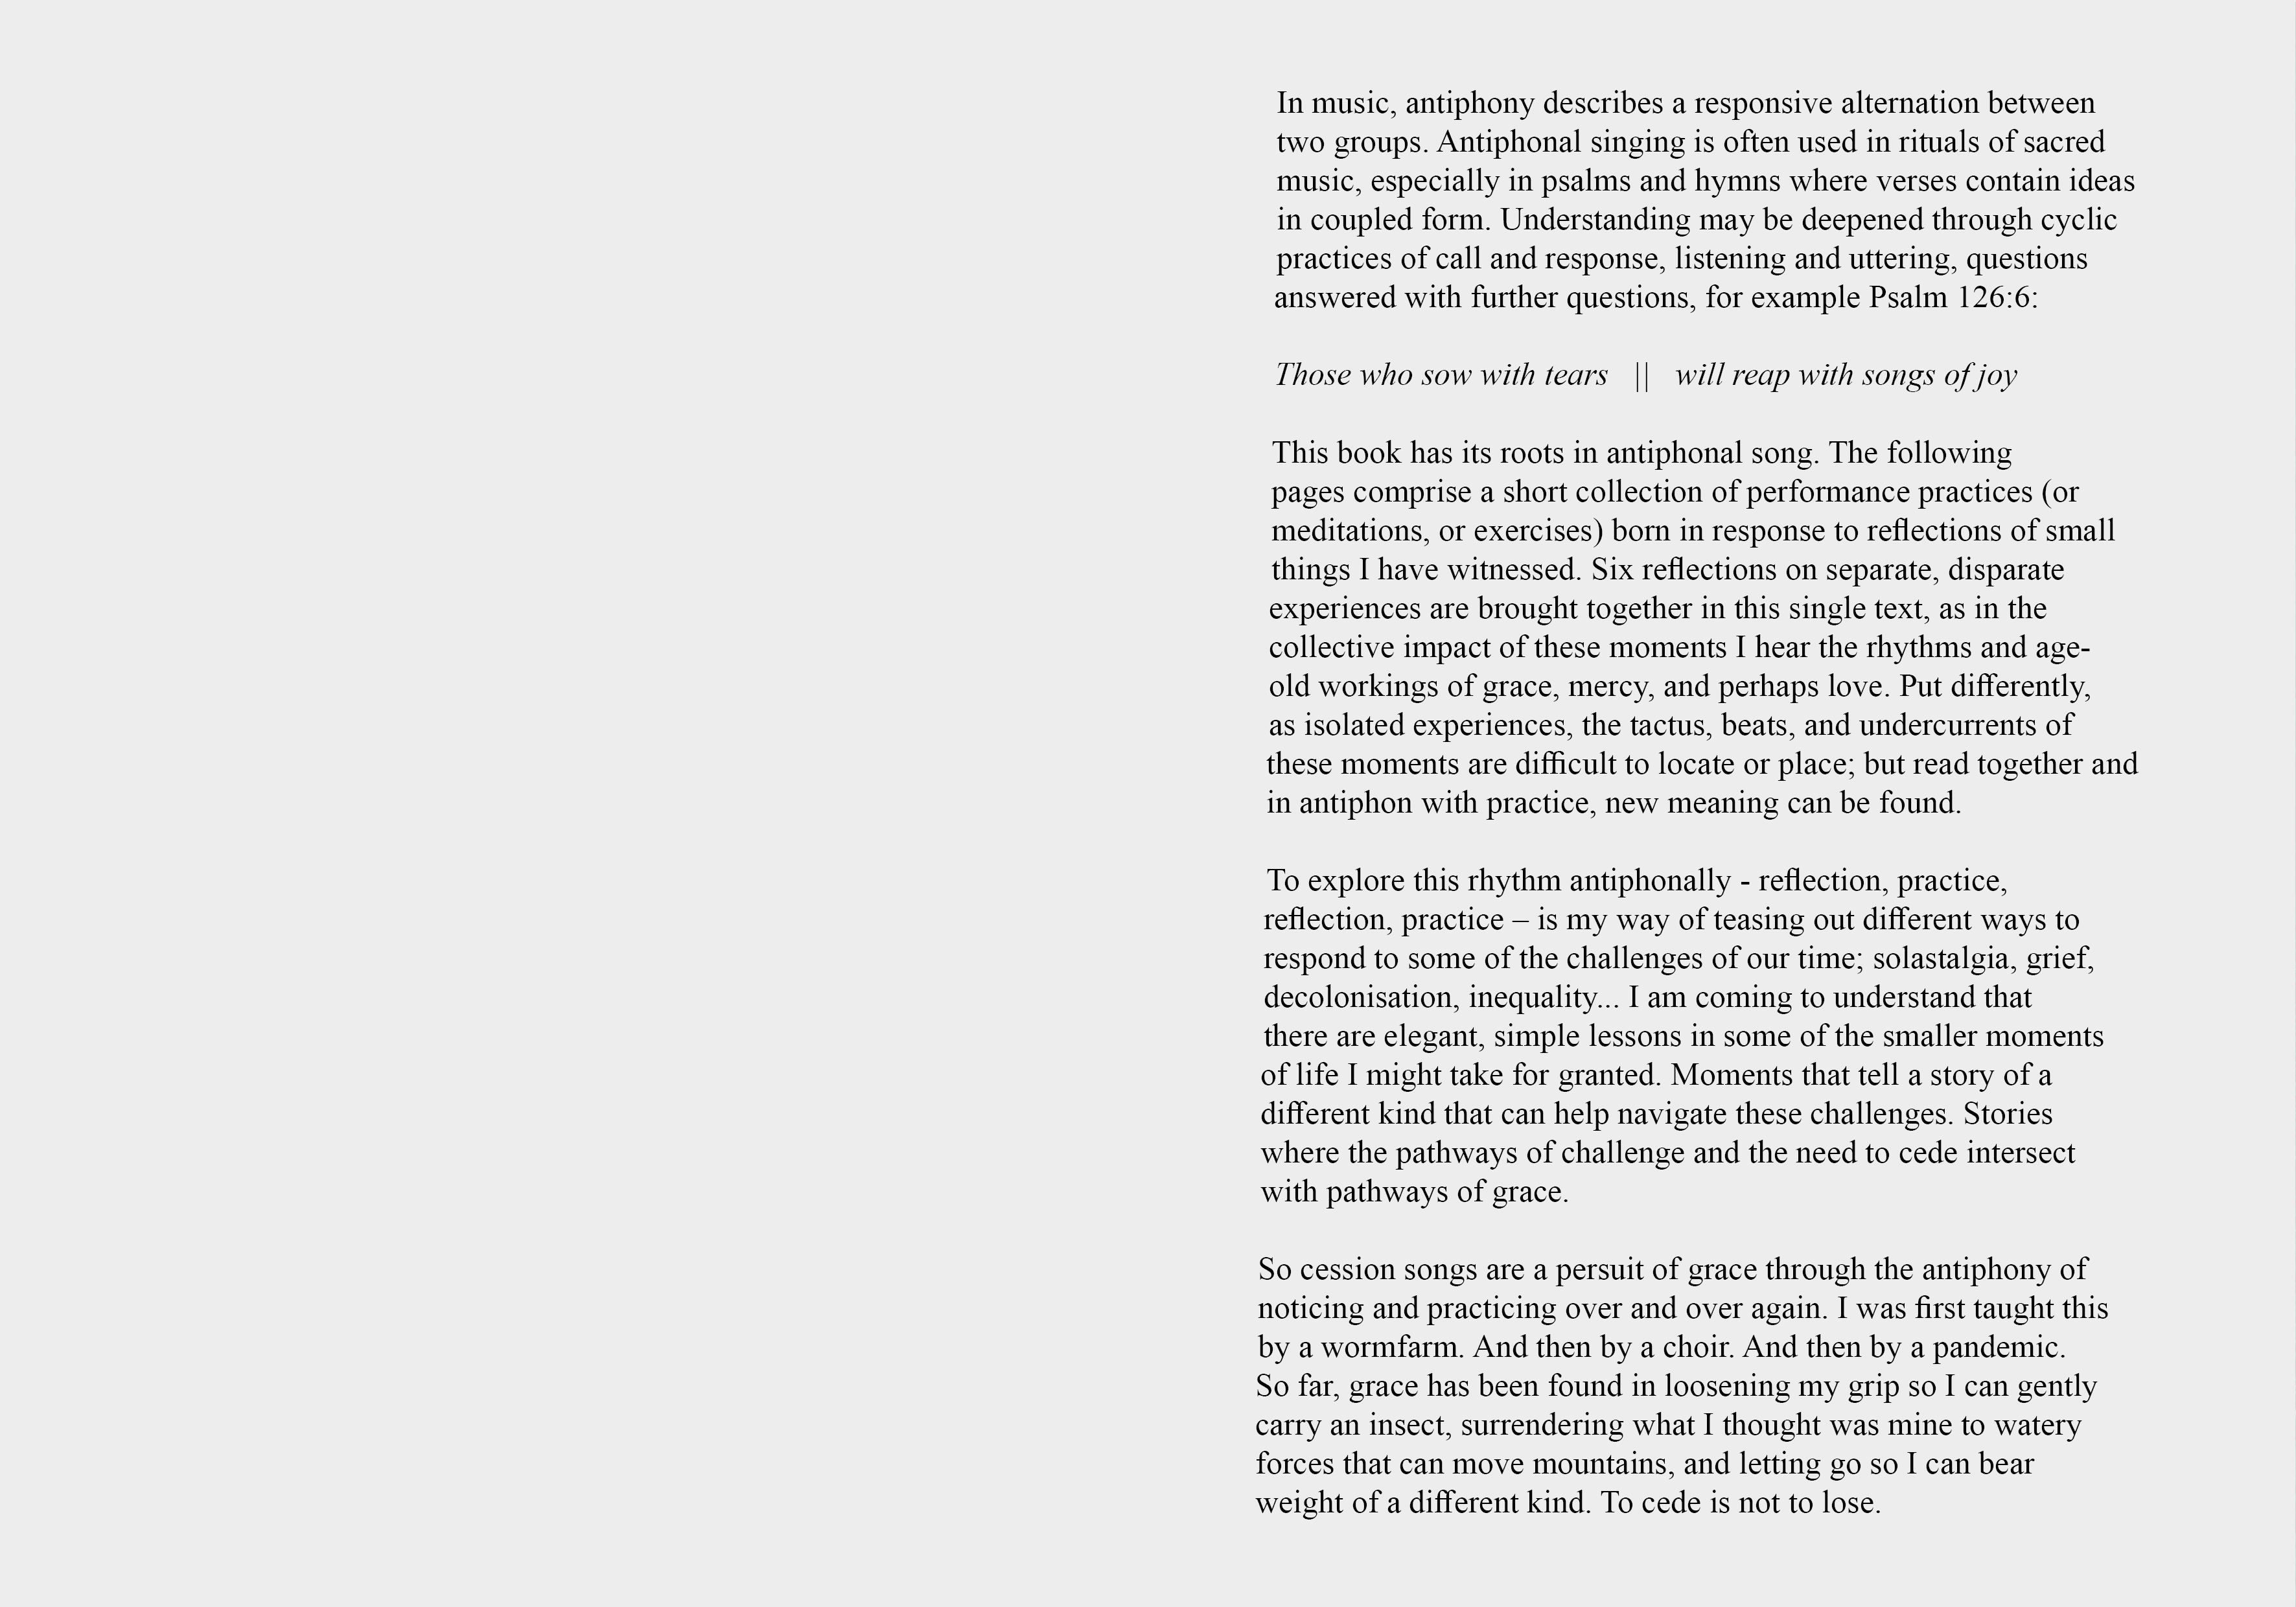 In music, antiphony describes a responsive alternation between
two groups. Antiphonal singing is often used in rituals of sacred
music, especially in psalms and hymns where verses contain ideas
in coupled form. Understanding may be deepened through cyclic
practices of call and response, listening and uttering, questions
answered with further questions, for example Psalm 126:6:
Those who sow with tears || will reap with songs of joy
This book has its roots in antiphonal song. The following
pages comprise a short collection of performance practices (or
meditations, or exercises) born in response to reflections of small
things I have witnessed. Six reflections on separate, disparate
experiences are brought together in this single text, as in the
collective impact of these moments I hear the rhythms and age-
old workings of grace, mercy, and perhaps love. Put differently,
as isolated experiences, the tactus, beats, and undercurrents of
these moments are difficult to locate or place; but read together and
in antiphon with practice, new meaning can be found.
To explore this rhythm antiphonally - reflection, practice,
reflection, practice – is my way of teasing out different ways to
respond to some of the challenges of our time; solastalgia, grief,
decolonisation, inequality... I am coming to understand that
there are elegant, simple lessons in some of the smaller moments
of life I might take for granted. Moments that tell a story of a
different kind that can help navigate these challenges. Stories
where the pathways of challenge and the need to cede intersect
with pathways of grace.
So cession songs are a persuit of grace through the antiphony of
noticing and practicing over and over again. I was first taught this
by a wormfarm. And then by a choir. And then by a pandemic.
So far, grace has been found in loosening my grip so I can gently
carry an insect, surrendering what I thought was mine to watery
forces that can move mountains, and letting go so I can bear
weight of a different kind. To cede is not to lose.